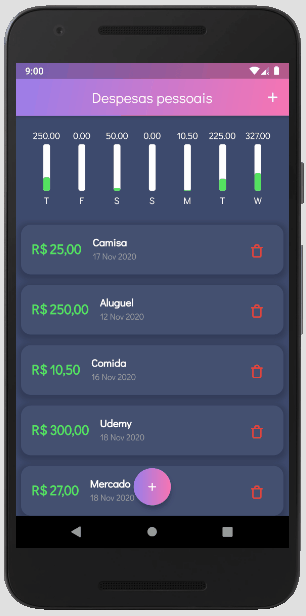 9:00
Despesas pessoais +
250.00 0.00 50.00 0.00 10.50 225.00 327.00
T F S S M T W
R$ 25,00 Camisa
17 Nov 2020
R$ 250,00 Aluguel
12 Nov 2020
R$ 10,50 Comida
16 Nov 2020
R$ 300,00 Udemy
18 Nov 2020
R$ 27,00 Mercado
18 Nov 2020
+